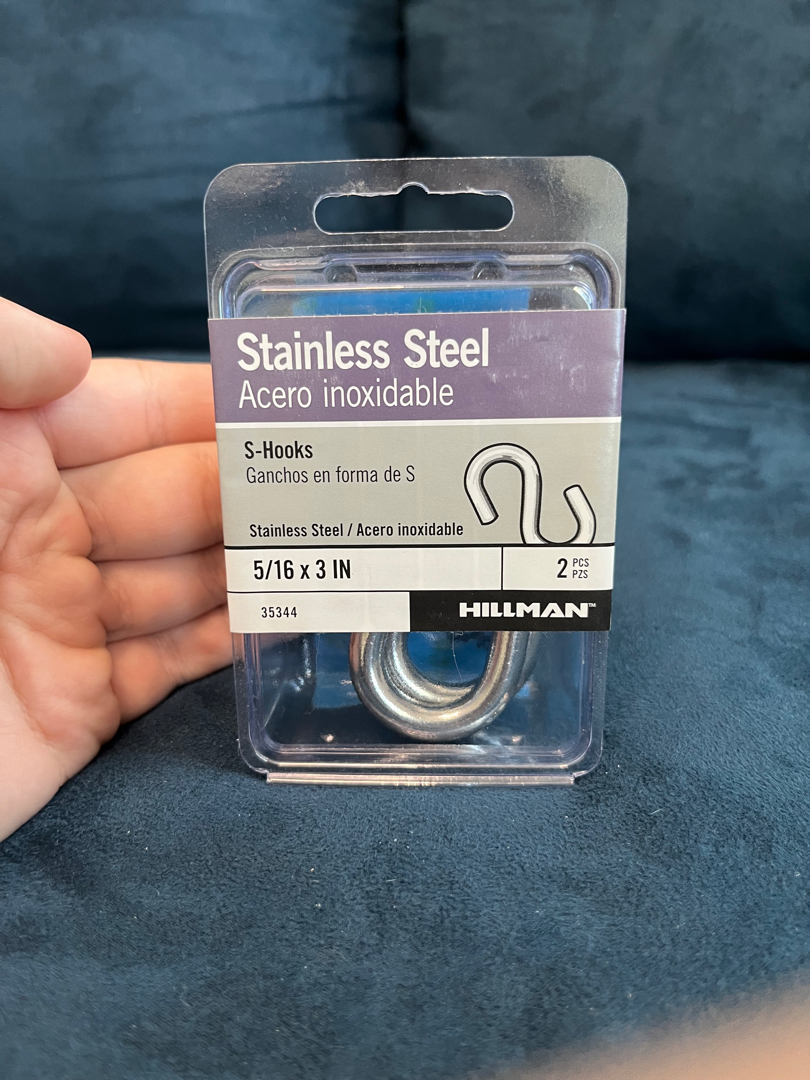 Stainless Steel
Acero inoxidable
S-Hooks
Ganchos en forma de S
Stainless Steel / Acero inoxidable
5/16 x 3 IN
2 PCS
PZS
35344
HILLMAN™